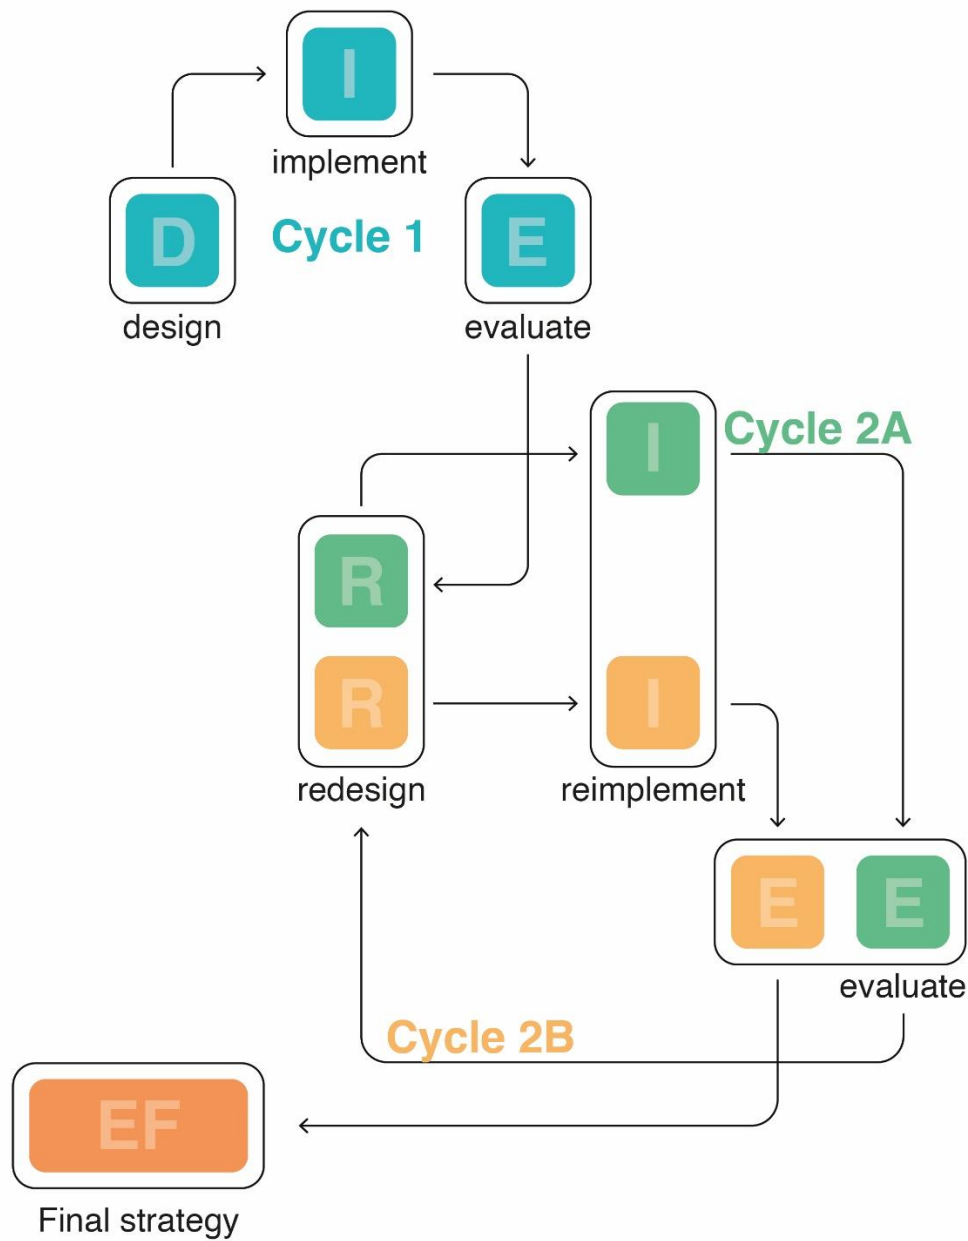 I
implement
D
Cycle 1
E
design
evaluate
I
Cycle 2A
R
R
I
redesign
reimplement
E
E
evaluate
Cycle 2B
EF
Final strategy